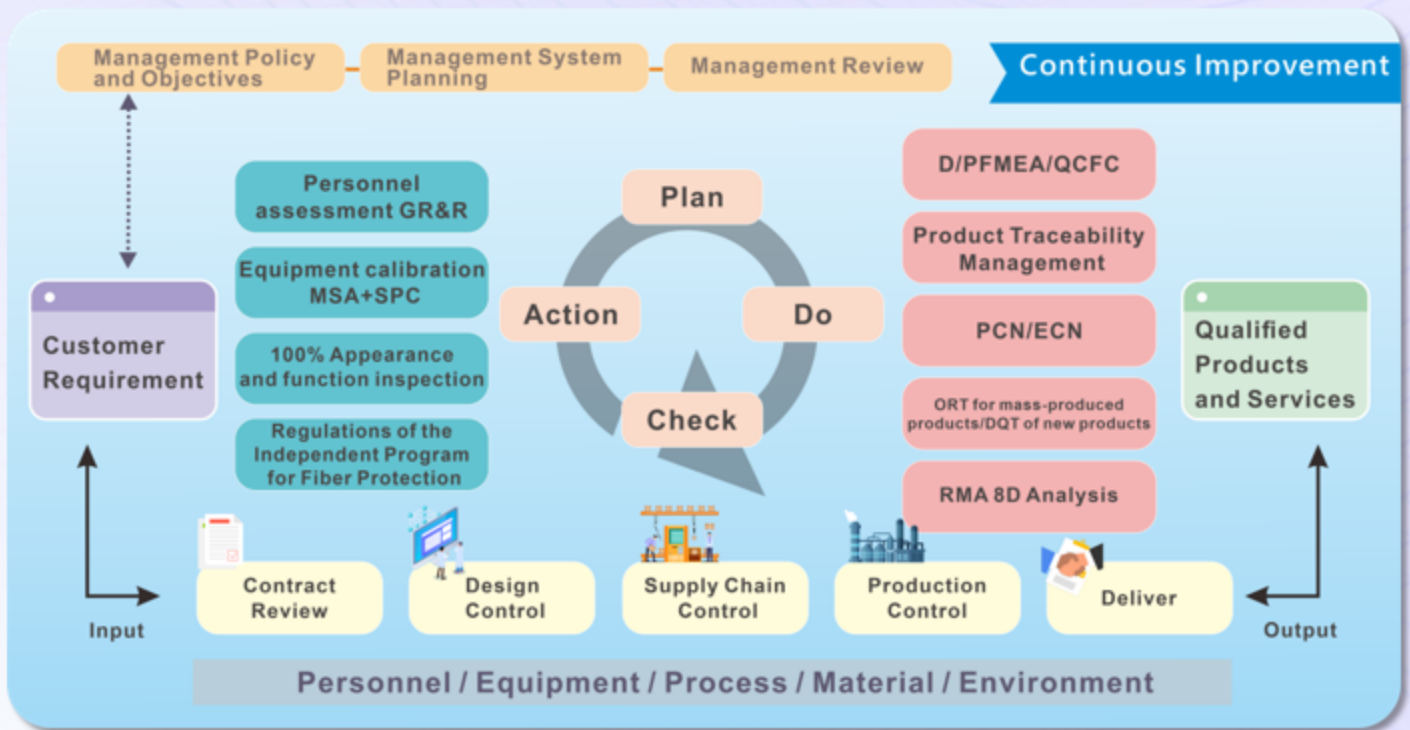 Management Policy
and Objectives
Management System
Planning
Management Review
Continuous Improvement
Personnel
assessment GR&R
Equipment calibration
MSA+SPC
100% Appearance
and function inspection
Regulations of the
Independent Program
for Fiber Protection
Customer
Requirement
Plan
Action
Do
Check
D/PFMEA/QCFC
Product Traceability
Management
PCN/ECN
ORT for mass-produced
products/DQT of new products
RMA 8D Analysis
Qualified
Products
and Services
Input
Contract
Review
Design
Control
Supply Chain
Control
Production
Control
Deliver
Output
Personnel / Equipment / Process / Material / Environment